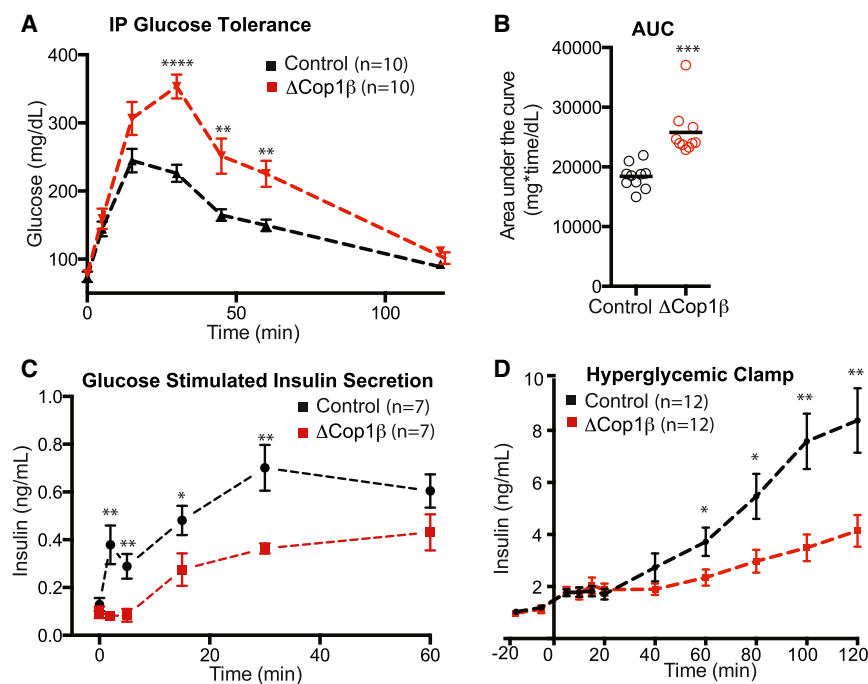 A
IP Glucose Tolerance
400
300
200
100
Glucose (mg/dL)
Control (n=10)
ΔCop1β (n=10)
****
**
**
0
50
100
Time (min)
B
AUC
40000
30000
20000
10000
0
Area under the curve
(mg*time/dL)
***
Control ΔCop1β
C
Glucose Stimulated Insulin Secretion
1.0
0.8
0.6
0.4
0.2
0.0
Insulin (ng/mL)
Control (n=7)
ΔCop1β (n=7)
**
**
*
**
0
20
40
60
Time (min)
D
Hyperglycemic Clamp
10
8
6
4
2
Insulin (ng/mL)
Control (n=12)
ΔCop1β (n=12)
*
*
**
**
-20
0
20
40
60
80
100
120
Time (min)